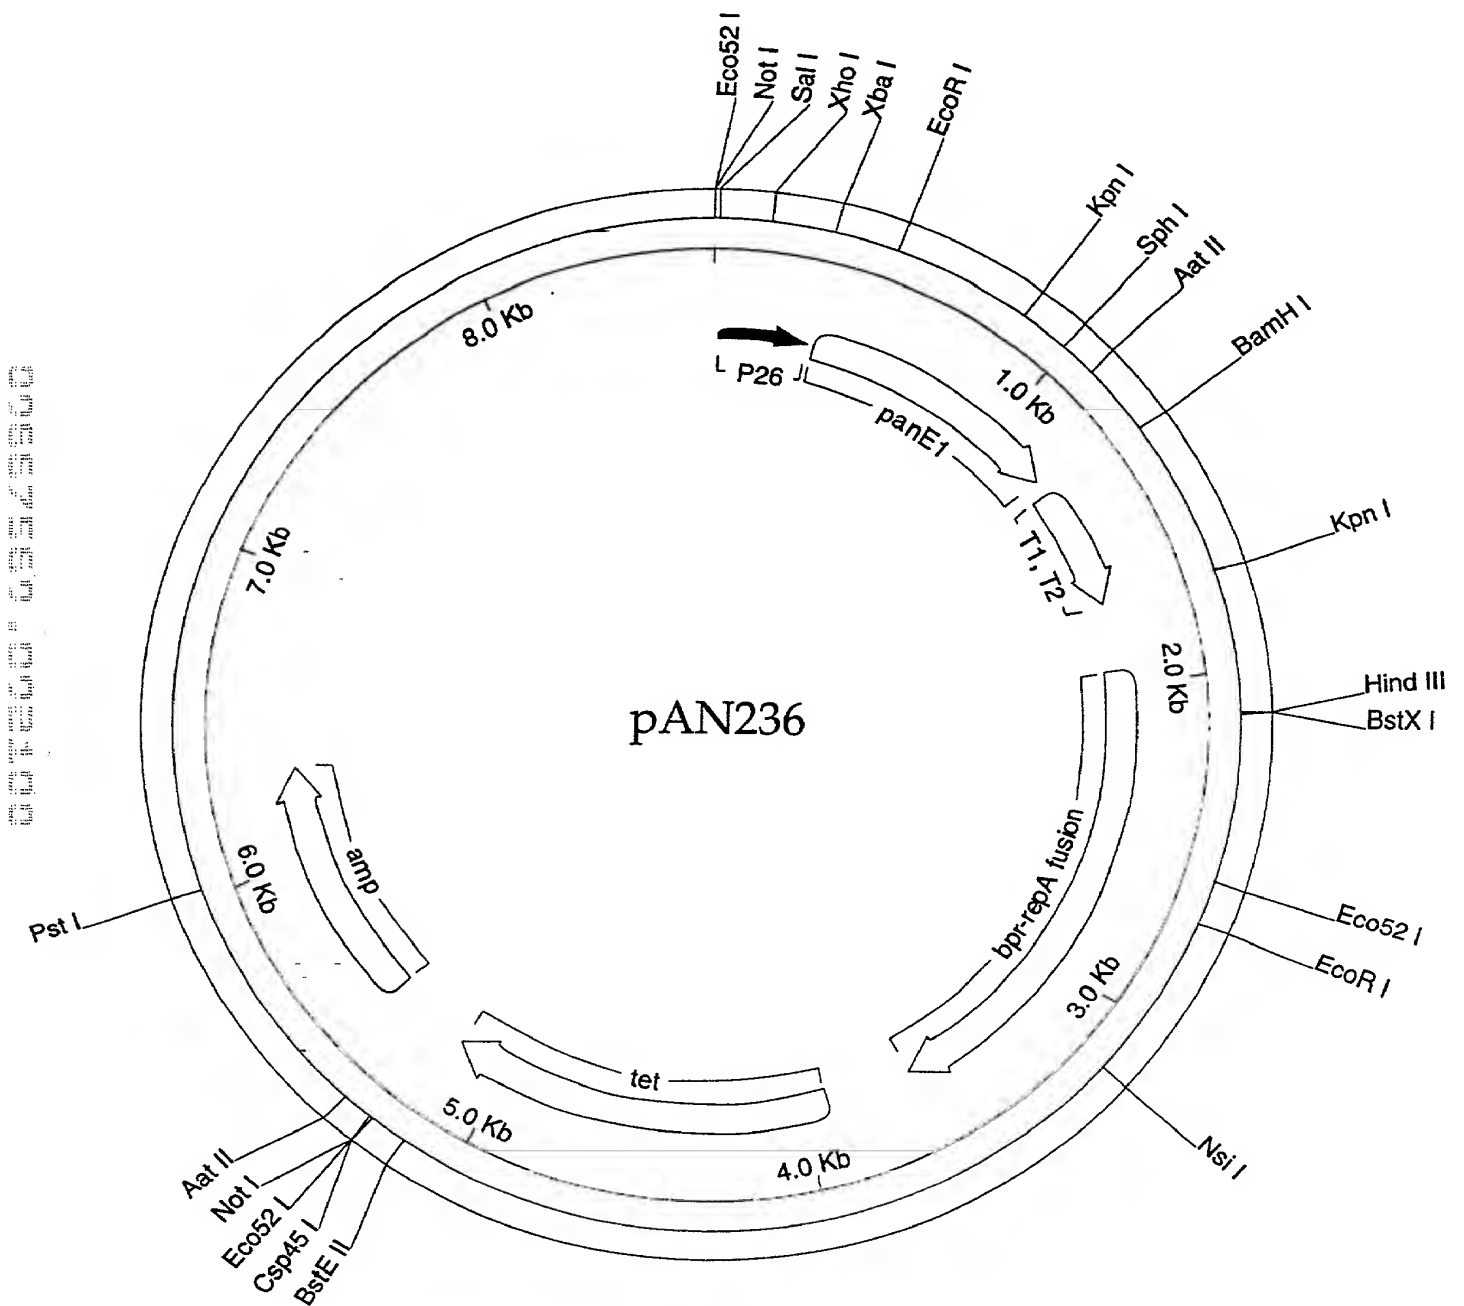 Eco52 I
Not I
Sal I
Xho I
Xba I
EcoR I
Kpn I
Sph I
Aat II
BamH I
Kpn I
Hind III
BstX I
Eco52 I
EcoR I
Nsi I
BstE II
Csp45 I
Eco52 I
Not I
Aat II
Pst I
8.0 Kb
1.0 Kb
2.0 Kb
3.0 Kb
4.0 Kb
5.0 Kb
6.0 Kb
7.0 Kb
P26
panE1
T1, T2
bpr-repA fusion
tet
amp
pAN236